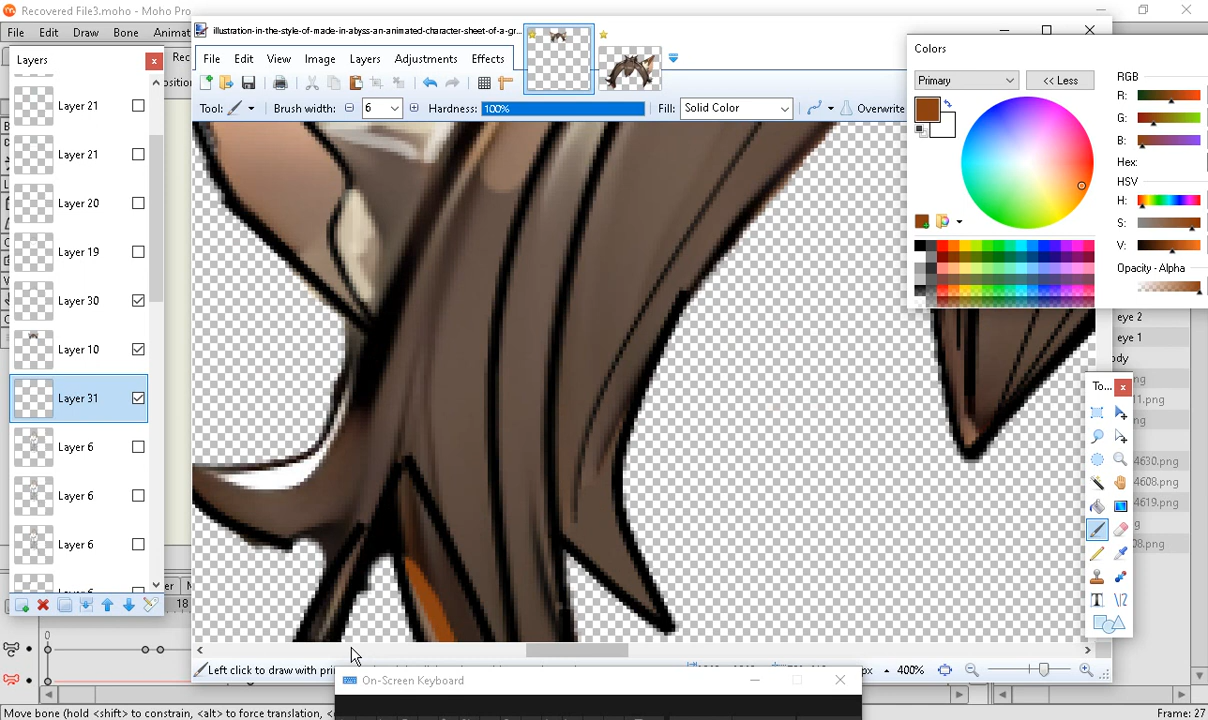 Recovered File3.moho - Moho Pro
File Edit Draw Bone Animat
Layers
Layer 21
Layer 21
Layer 20
Layer 19
Layer 30
Layer 10
Layer 31
Layer 6
Layer 6
Layer 6
illustration-in-the-style-of-made-in-abyss-an-animated-character-sheet-of-a-gr...
File Edit View Image Layers Adjustments Effects
Tool: Brush width: 6 Hardness: 100% Fill: Solid Color Overwrite
Colors
Primary << Less
RGB
R:
G:
B:
Hex:
HSV
H:
S:
V:
Opacity - Alpha
eye 2
eye 1
ody
To...
4630.png
4608.png
4619.png
08.png
Left click to draw with pri
px 400%
On-Screen Keyboard
18
0
Move bone (hold <shift> to constrain, <alt> to force translation, <
Frame: 27